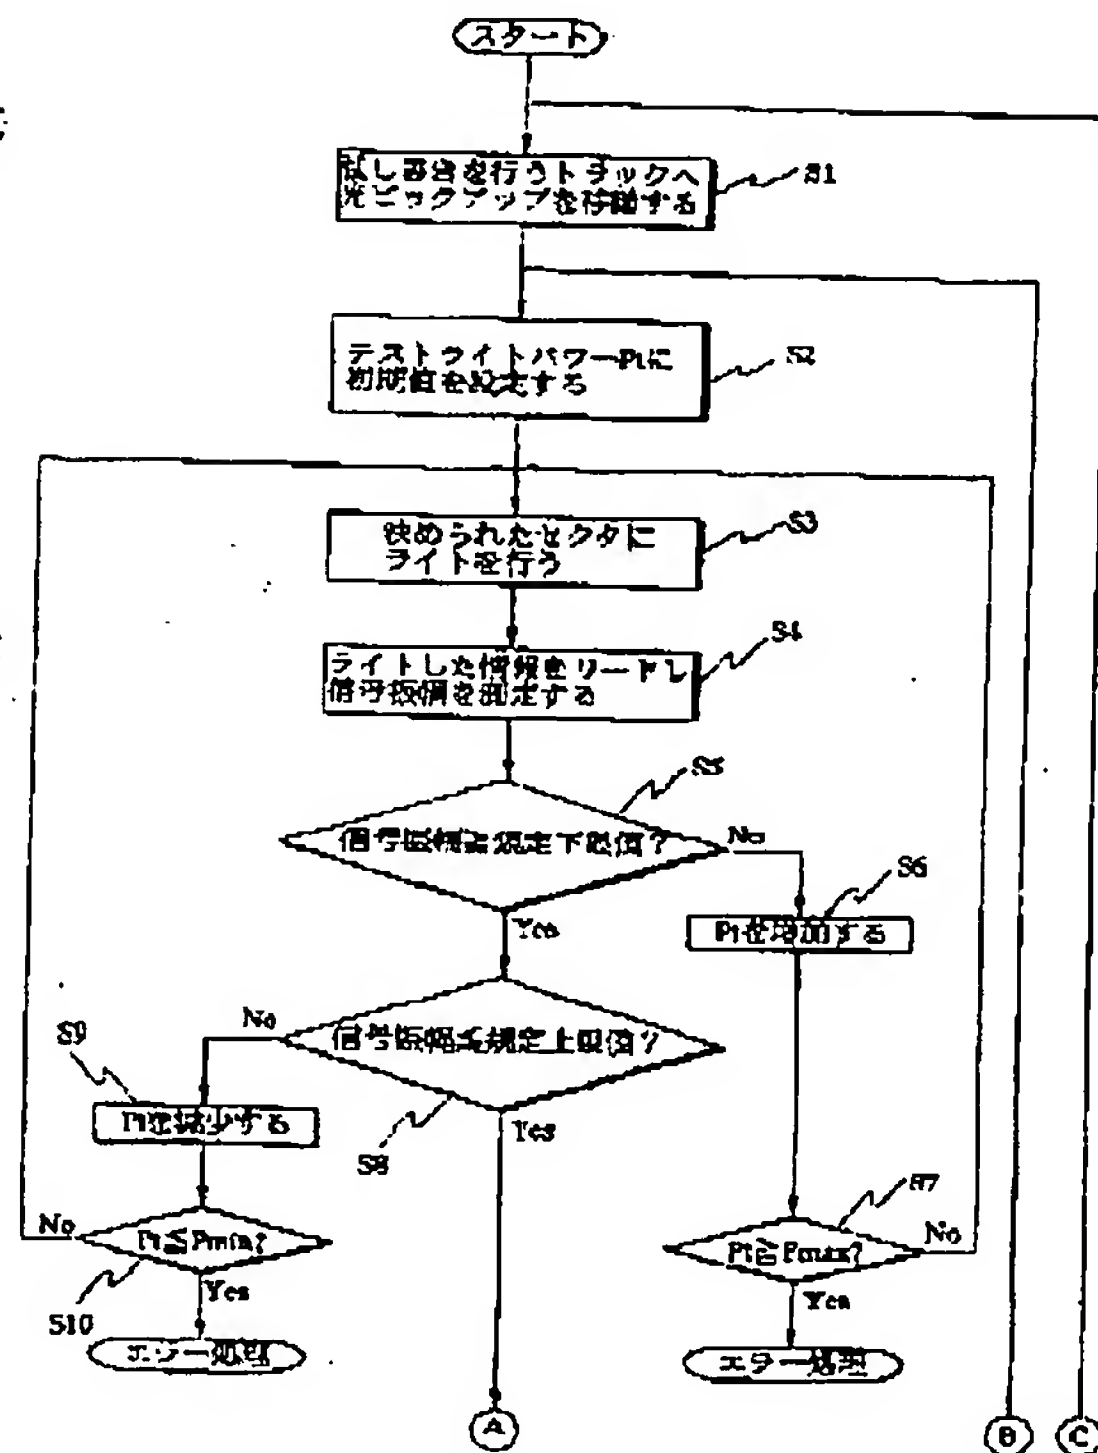 スタート
試し書きを行うトラックへ
光ピックアップを移動する
S1
テストライトパワーPtに
初期値を設定する
S2
決められたセクタに
ライトを行う
S3
ライトした情報をリードし
信号振幅を測定する
S4
信号振幅≧規定下限値?
S5
No
Yes
Ptを増加する
S6
信号振幅≦規定上限値?
S8
No
Yes
S9
Ptを減少する
Pt≦Pmin?
No
Yes
S10
エラー処理
Pt≧Pmax?
S7
No
Yes
エラー処理
A
B
C